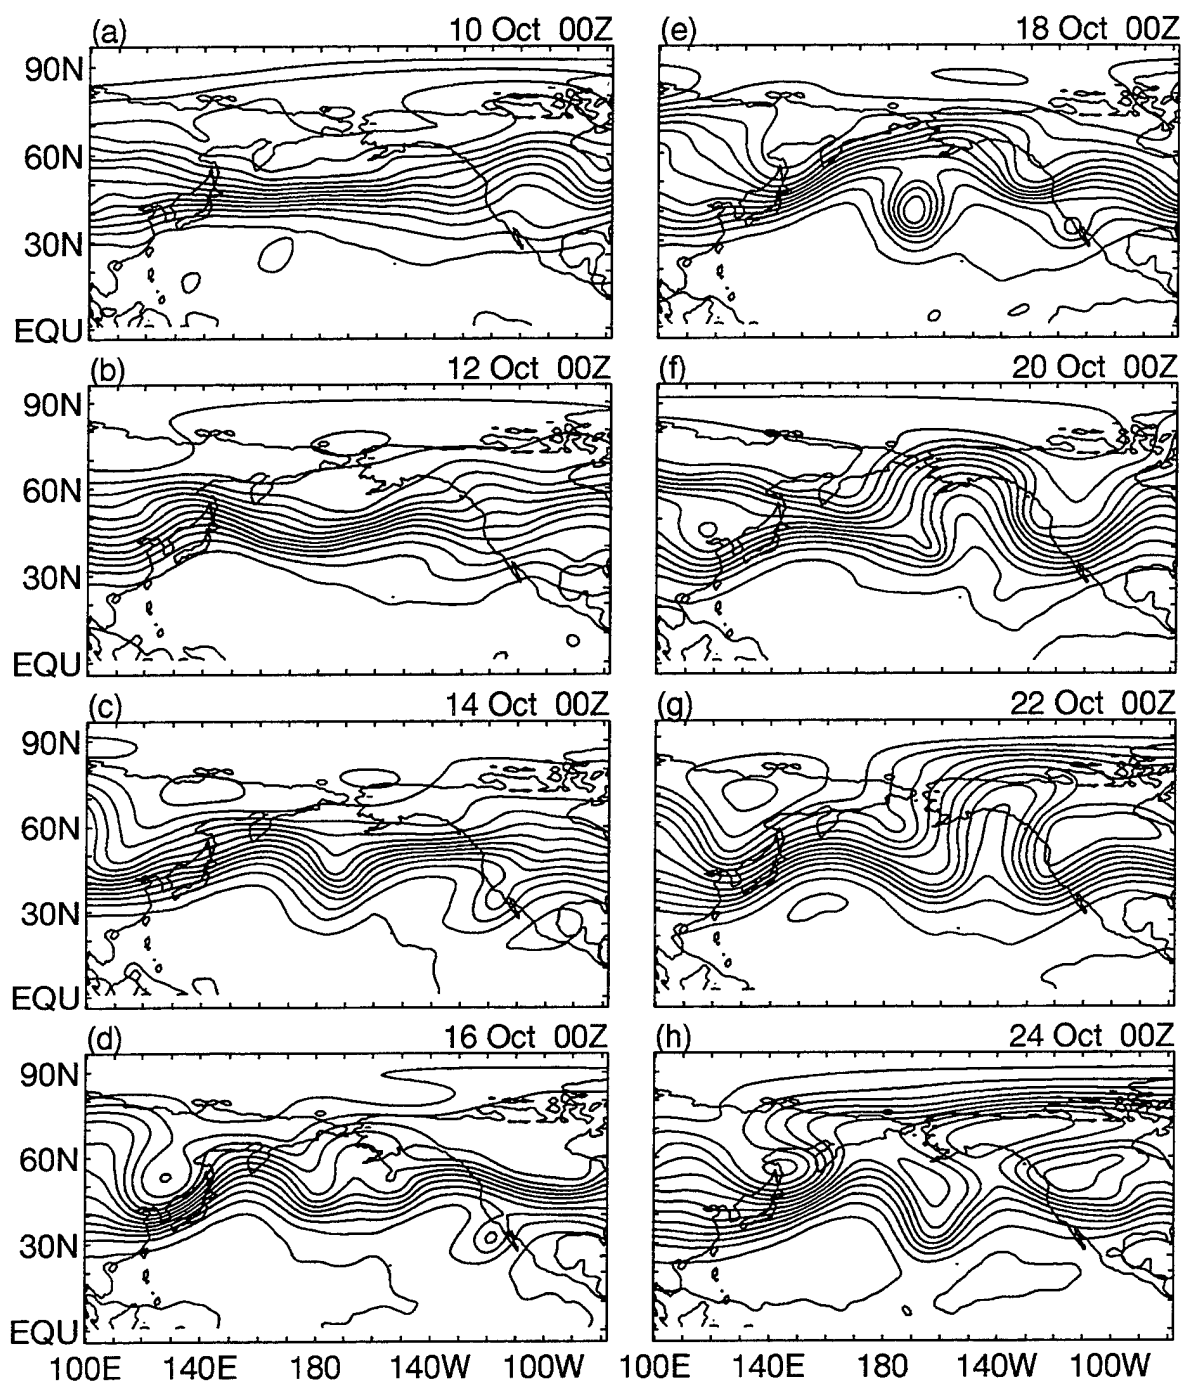 (a) 10 Oct 00Z
90N
60N
30N
EQU
(b) 12 Oct 00Z
90N
60N
30N
EQU
(c) 14 Oct 00Z
90N
60N
30N
EQU
(d) 16 Oct 00Z
90N
60N
30N
EQU
100E 140E 180 140W 100W
(e) 18 Oct 00Z
(f) 20 Oct 00Z
(g) 22 Oct 00Z
(h) 24 Oct 00Z
100E 140E 180 140W 100W